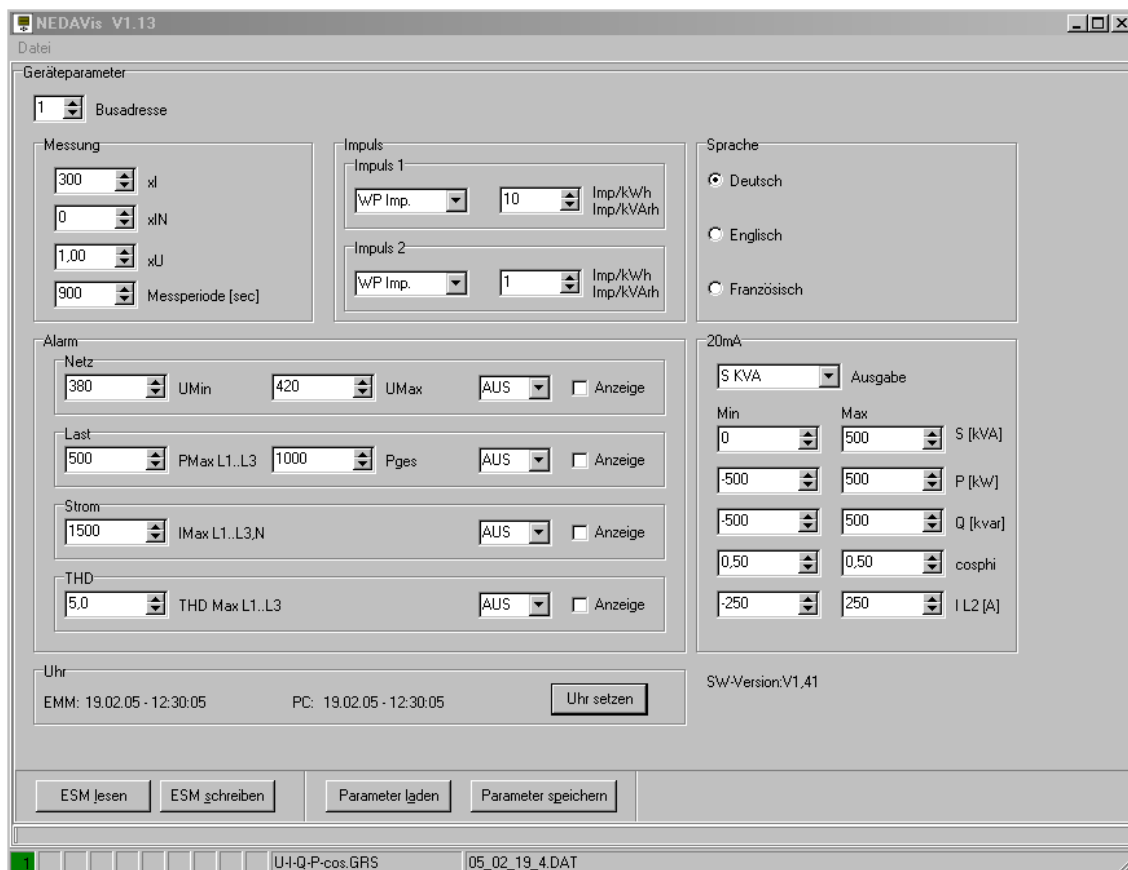 NEDAVis V1.13
Datei
Geräteparameter
1 Busadresse
Messung
300 xI
0 xIN
1,00 xU
900 Messperiode [sec]
Impuls
Impuls 1
WP Imp. 10 Imp/kWh
Imp/kVArh
Impuls 2
WP Imp. 1 Imp/kWh
Imp/kVArh
Sprache
Deutsch
Englisch
Französisch
Alarm
Netz
380 UMin 420 UMax AUS Anzeige
Last
500 PMax L1..L3 1000 Pges AUS Anzeige
Strom
1500 IMax L1..L3,N AUS Anzeige
THD
5,0 THD Max L1..L3 AUS Anzeige
20mA
S KVA Ausgabe
Min Max
0 500 S [kVA]
-500 500 P [kW]
-500 500 Q [kvar]
0,50 0,50 cosphi
-250 250 I L2 [A]
Uhr
EMM: 19.02.05 - 12:30:05 PC: 19.02.05 - 12:30:05 Uhr setzen
SW-Version:V1,41
ESM lesen ESM schreiben Parameter laden Parameter speichern
1 U-I-Q-P-cos.GRS 05_02_19_4.DAT